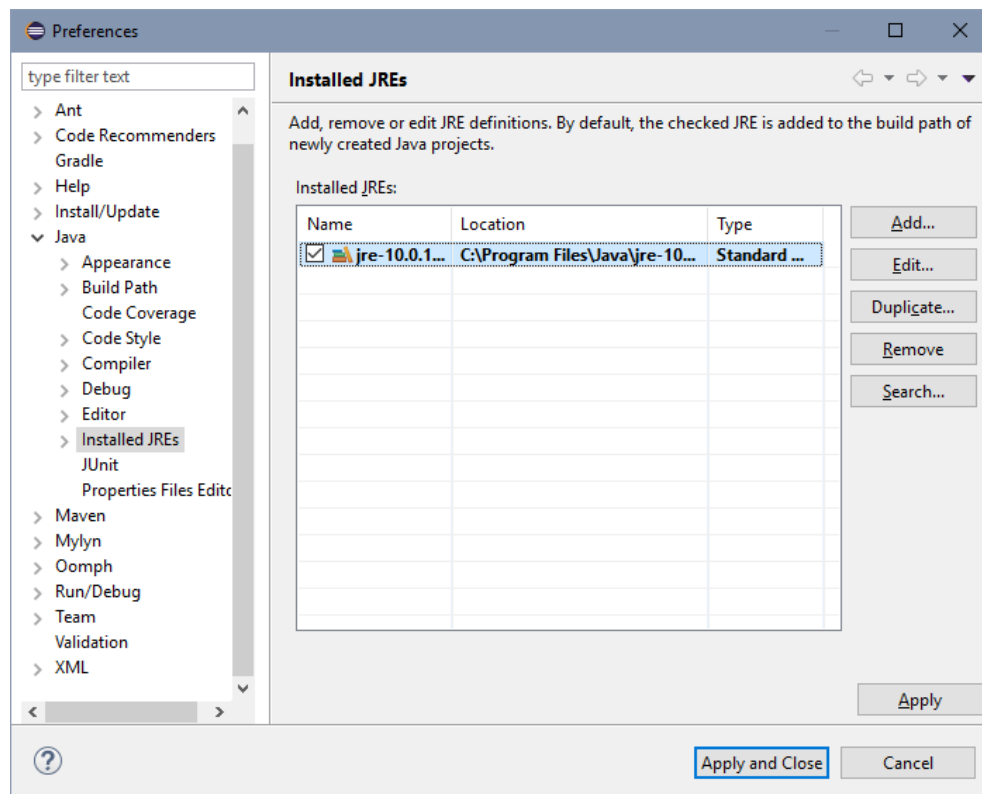 Preferences
type filter text
Ant
Code Recommenders
Gradle
Help
Install/Update
Java
Appearance
Build Path
Code Coverage
Code Style
Compiler
Debug
Editor
Installed JREs
JUnit
Properties Files Edito
Maven
Mylyn
Oomph
Run/Debug
Team
Validation
XML
Installed JREs
Add, remove or edit JRE definitions. By default, the checked JRE is added to the build path of
newly created Java projects.
Installed JREs:
Name Location Type
jre-10.0.1... C:\Program Files\Java\jre-10... Standard ...
Add...
Edit...
Duplicate...
Remove
Search...
Apply
?
Apply and Close Cancel